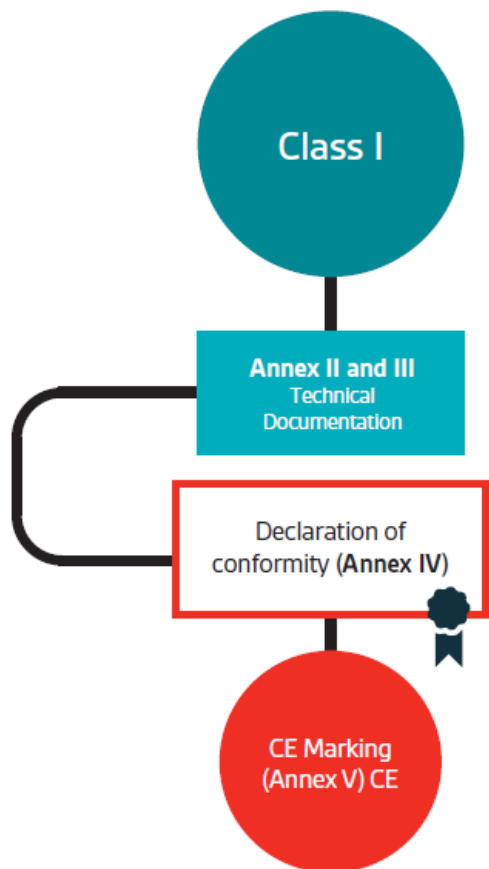 Class I
Annex II and III
Technical
Documentation
Declaration of
conformity (Annex IV)
CE Marking
(Annex V) CE